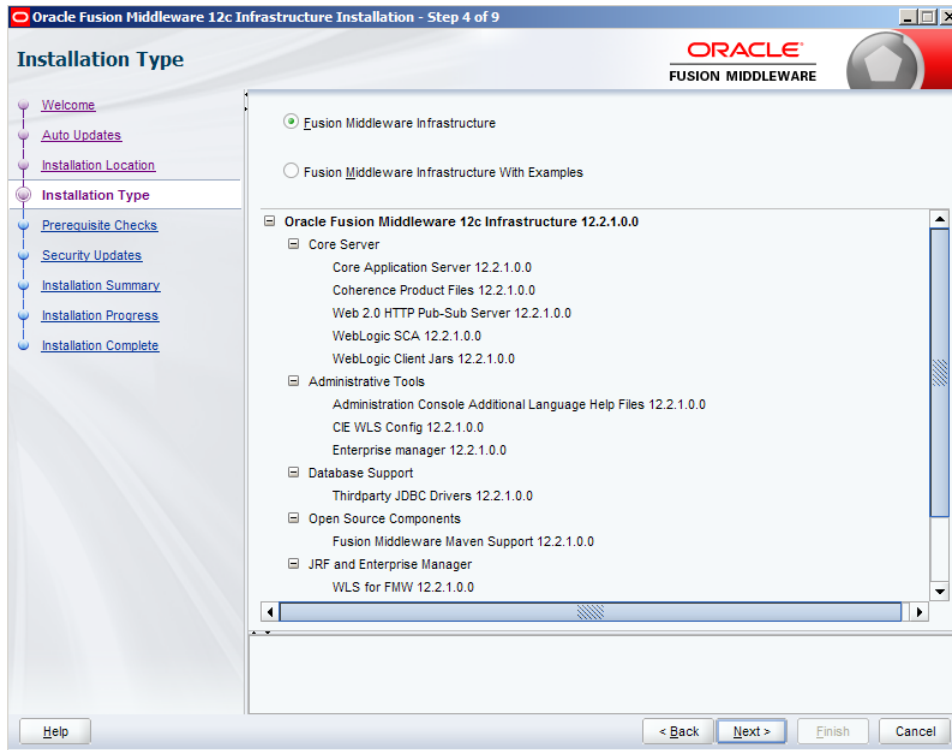 Oracle Fusion Middleware 12c Infrastructure Installation - Step 4 of 9
Installation Type
ORACLE
FUSION MIDDLEWARE
Welcome
Auto Updates
Installation Location
Installation Type
Prerequisite Checks
Security Updates
Installation Summary
Installation Progress
Installation Complete
Fusion Middleware Infrastructure
Fusion Middleware Infrastructure With Examples
Oracle Fusion Middleware 12c Infrastructure 12.2.1.0.0
Core Server
Core Application Server 12.2.1.0.0
Coherence Product Files 12.2.1.0.0
Web 2.0 HTTP Pub-Sub Server 12.2.1.0.0
WebLogic SCA 12.2.1.0.0
WebLogic Client Jars 12.2.1.0.0
Administrative Tools
Administration Console Additional Language Help Files 12.2.1.0.0
CIE WLS Config 12.2.1.0.0
Enterprise manager 12.2.1.0.0
Database Support
Thirdparty JDBC Drivers 12.2.1.0.0
Open Source Components
Fusion Middleware Maven Support 12.2.1.0.0
JRF and Enterprise Manager
WLS for FMW 12.2.1.0.0
Help
< Back
Next >
Finish
Cancel